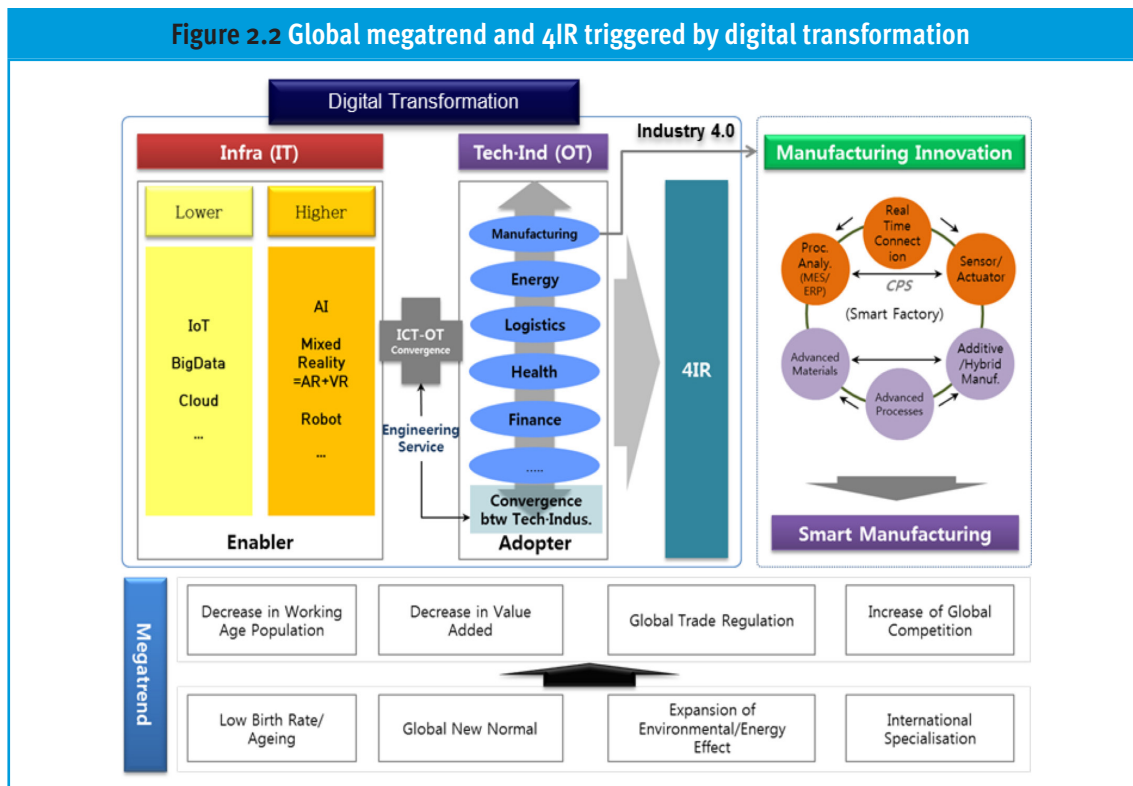 Figure 2.2 Global megatrend and 4IR triggered by digital transformation
Digital Transformation
Industry 4.0
Infra (IT)
Tech·Ind (OT)
Manufacturing Innovation
Lower
Higher
IoT
BigData
Cloud
...
AI
Mixed
Reality
=AR+VR
Robot
...
Enabler
ICT-OT
Convergence
Engineering
Service
Manufacturing
Energy
Logistics
Health
Finance
.....
Convergence
btw Tech·Indus.
Adopter
4IR
Real
Time
Connect
ion
Proc.
Analy.
(MES/
ERP)
Sensor/
Actuator
CPS
(Smart Factory)
Advanced
Materials
Additive
/Hybrid
Manuf.
Advanced
Processes
Smart Manufacturing
Megatrend
Decrease in Working
Age Population
Decrease in Value
Added
Global Trade Regulation
Increase of Global
Competition
Low Birth Rate/
Ageing
Global New Normal
Expansion of
Environmental/Energy
Effect
International
Specialisation